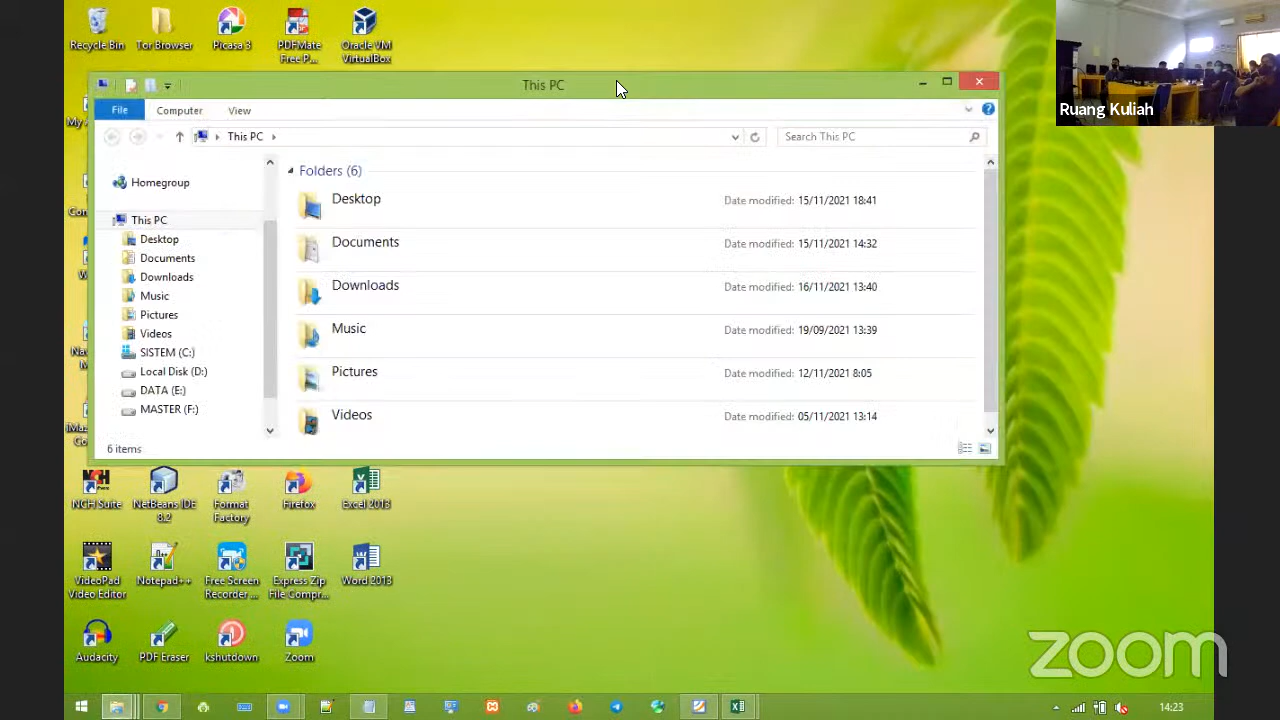 Recycle Bin
Tor Browser
Picasa 3
PDFMate
Free P...
Oracle VM
VirtualBox
This PC
File
Computer
View
This PC
Search This PC
Homegroup
This PC
Desktop
Documents
Downloads
Music
Pictures
Videos
SISTEM (C:)
Local Disk (D:)
DATA (E:)
MASTER (F:)
Folders (6)
Desktop
Date modified: 15/11/2021 18:41
Documents
Date modified: 15/11/2021 14:32
Downloads
Date modified: 16/11/2021 13:40
Music
Date modified: 19/09/2021 13:39
Pictures
Date modified: 12/11/2021 8:05
Videos
Date modified: 05/11/2021 13:14
6 items
Ruang Kuliah
NCH Suite
NetBeans IDE
8.2
Format
Factory
Firefox
Excel 2013
VideoPad
Video Editor
Notepad++
Free Screen
Recorder ...
Express Zip
File Compr...
Word 2013
Audacity
PDF Eraser
kshutdown
Zoom
zoom
14:23